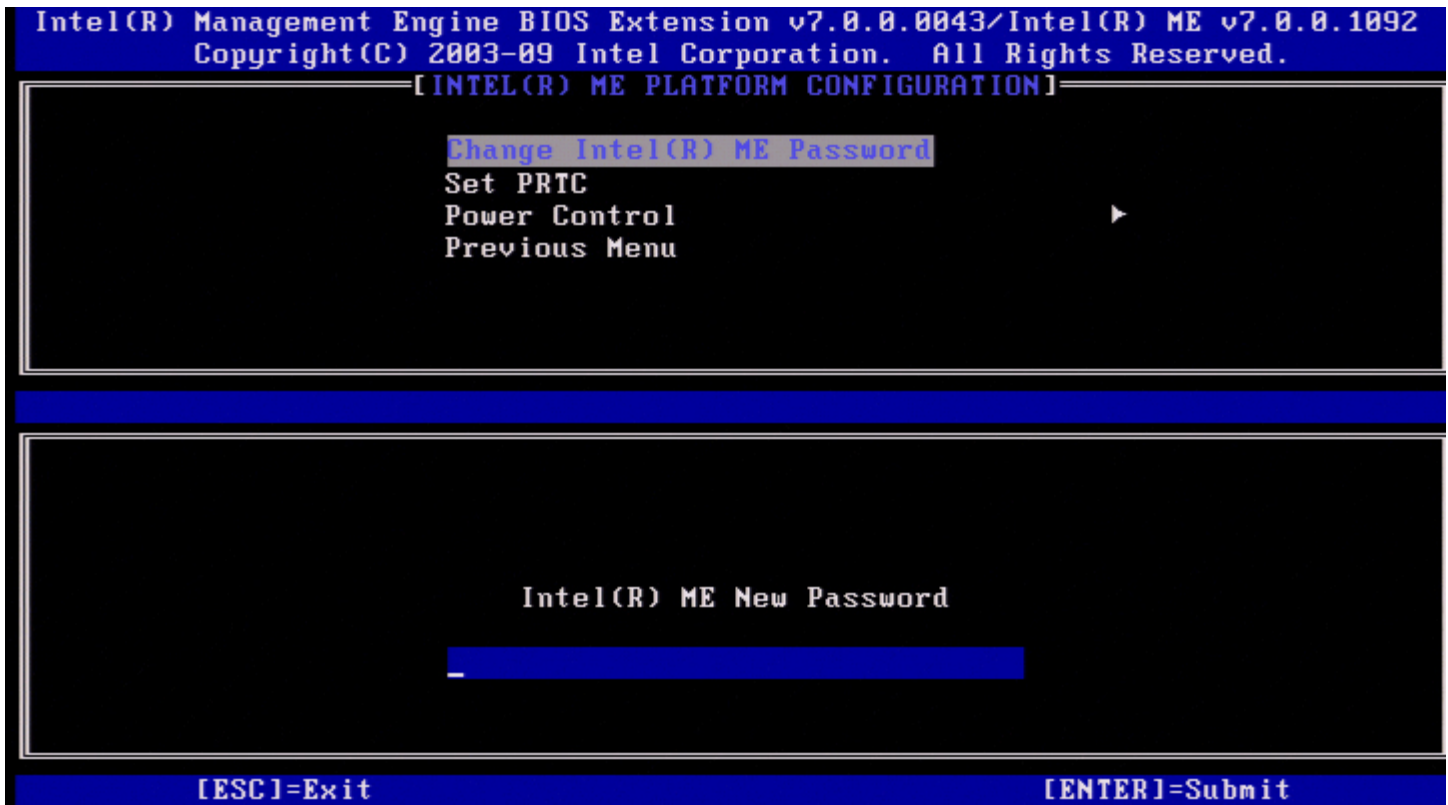 Intel(R) Management Engine BIOS Extension v7.0.0.0043/Intel(R) ME v7.0.0.1092
Copyright(C) 2003-09 Intel Corporation.  All Rights Reserved.
[INTEL(R) ME PLATFORM CONFIGURATION]
Change Intel(R) ME Password
Set PRTC
Power Control
Previous Menu
Intel(R) ME New Password
[ESC]=Exit [ENTER]=Submit